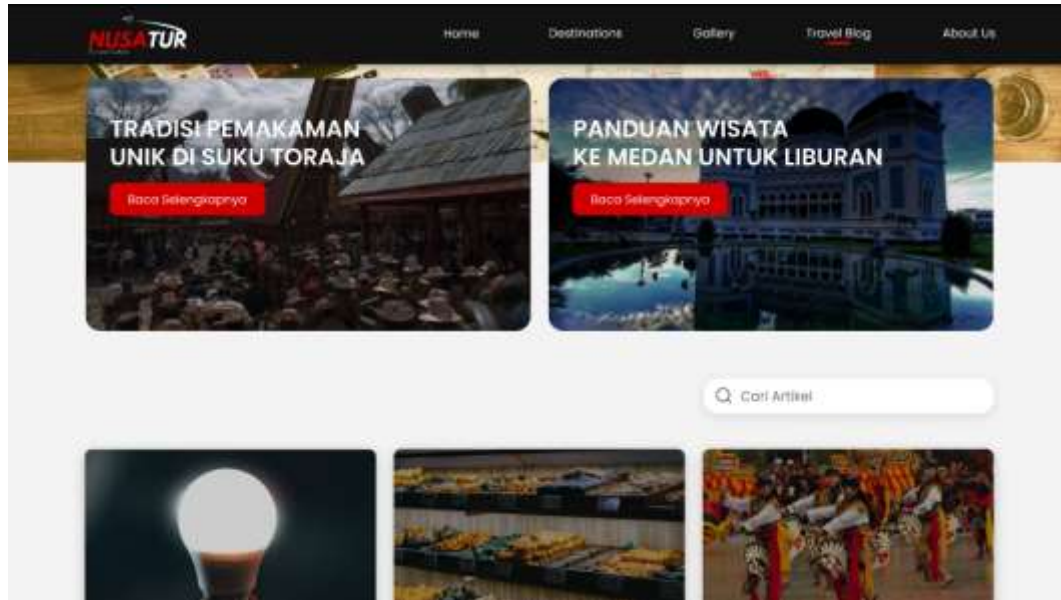 NUSATUR
Home
Destinations
Gallery
Travel Blog
About Us
TRADISI PEMAKAMAN
UNIK DI SUKU TORAJA
Baca Selengkapnya
PANDUAN WISATA
KE MEDAN UNTUK LIBURAN
Baca Selengkapnya
Cari Artikel